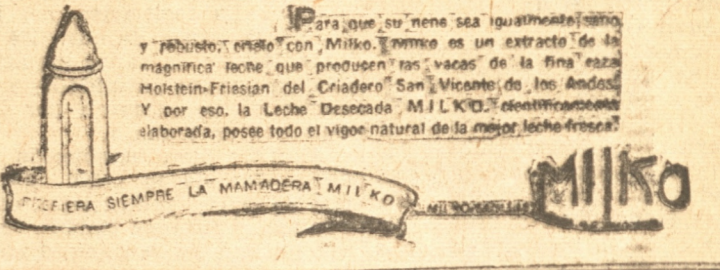 Para que su nene sea igualmente sano
y robusto, críelo con Milko. Milko es un extracto de la
magnífica leche que producen las vacas de la fina raza
Holstein-Friesian del Criadero San Vicente de los Andes.
Y por eso, la Leche Desecada MILKO, científicamente
elaborada, posee todo el vigor natural de la mejor leche fresca.
PREFIERA SIEMPRE LA MAMADERA MILKO
MILKO